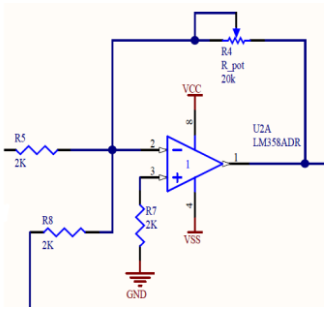 R4
R_pot
20k
VCC
8
U2A
LM358ADR
R5
2K
2
1
1
3
R8
2K
R7
2K
4
VSS
GND